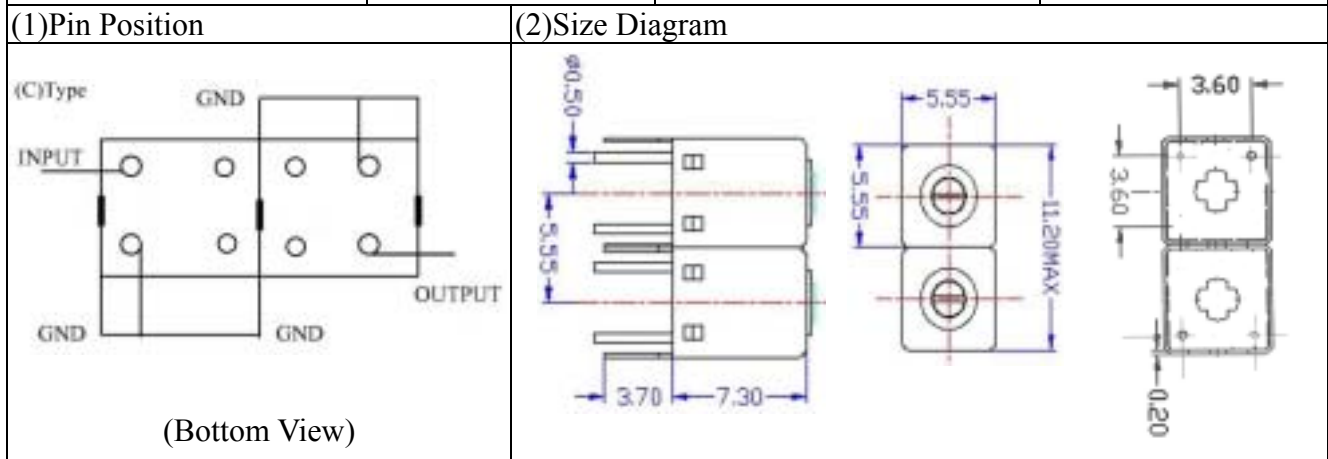 (1)Pin Position
(2)Size Diagram
(C)Type
GND
INPUT
OUTPUT
GND
GND
(Bottom View)
ø0.50
5.55
3.70
7.30
5.55
5.55
11.20MAX
3.60
3.60
0.20